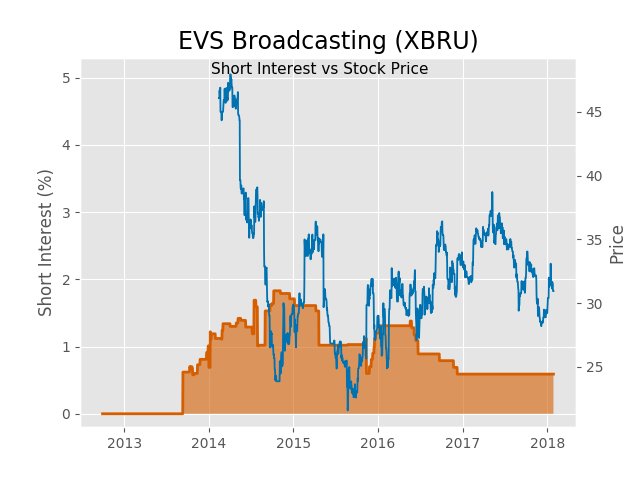 EVS Broadcasting (XBRU)
Short Interest vs Stock Price
Short Interest (%)
5
4
3
2
1
0
45
40
35
30
25
Price
2013 2014 2015 2016 2017 2018